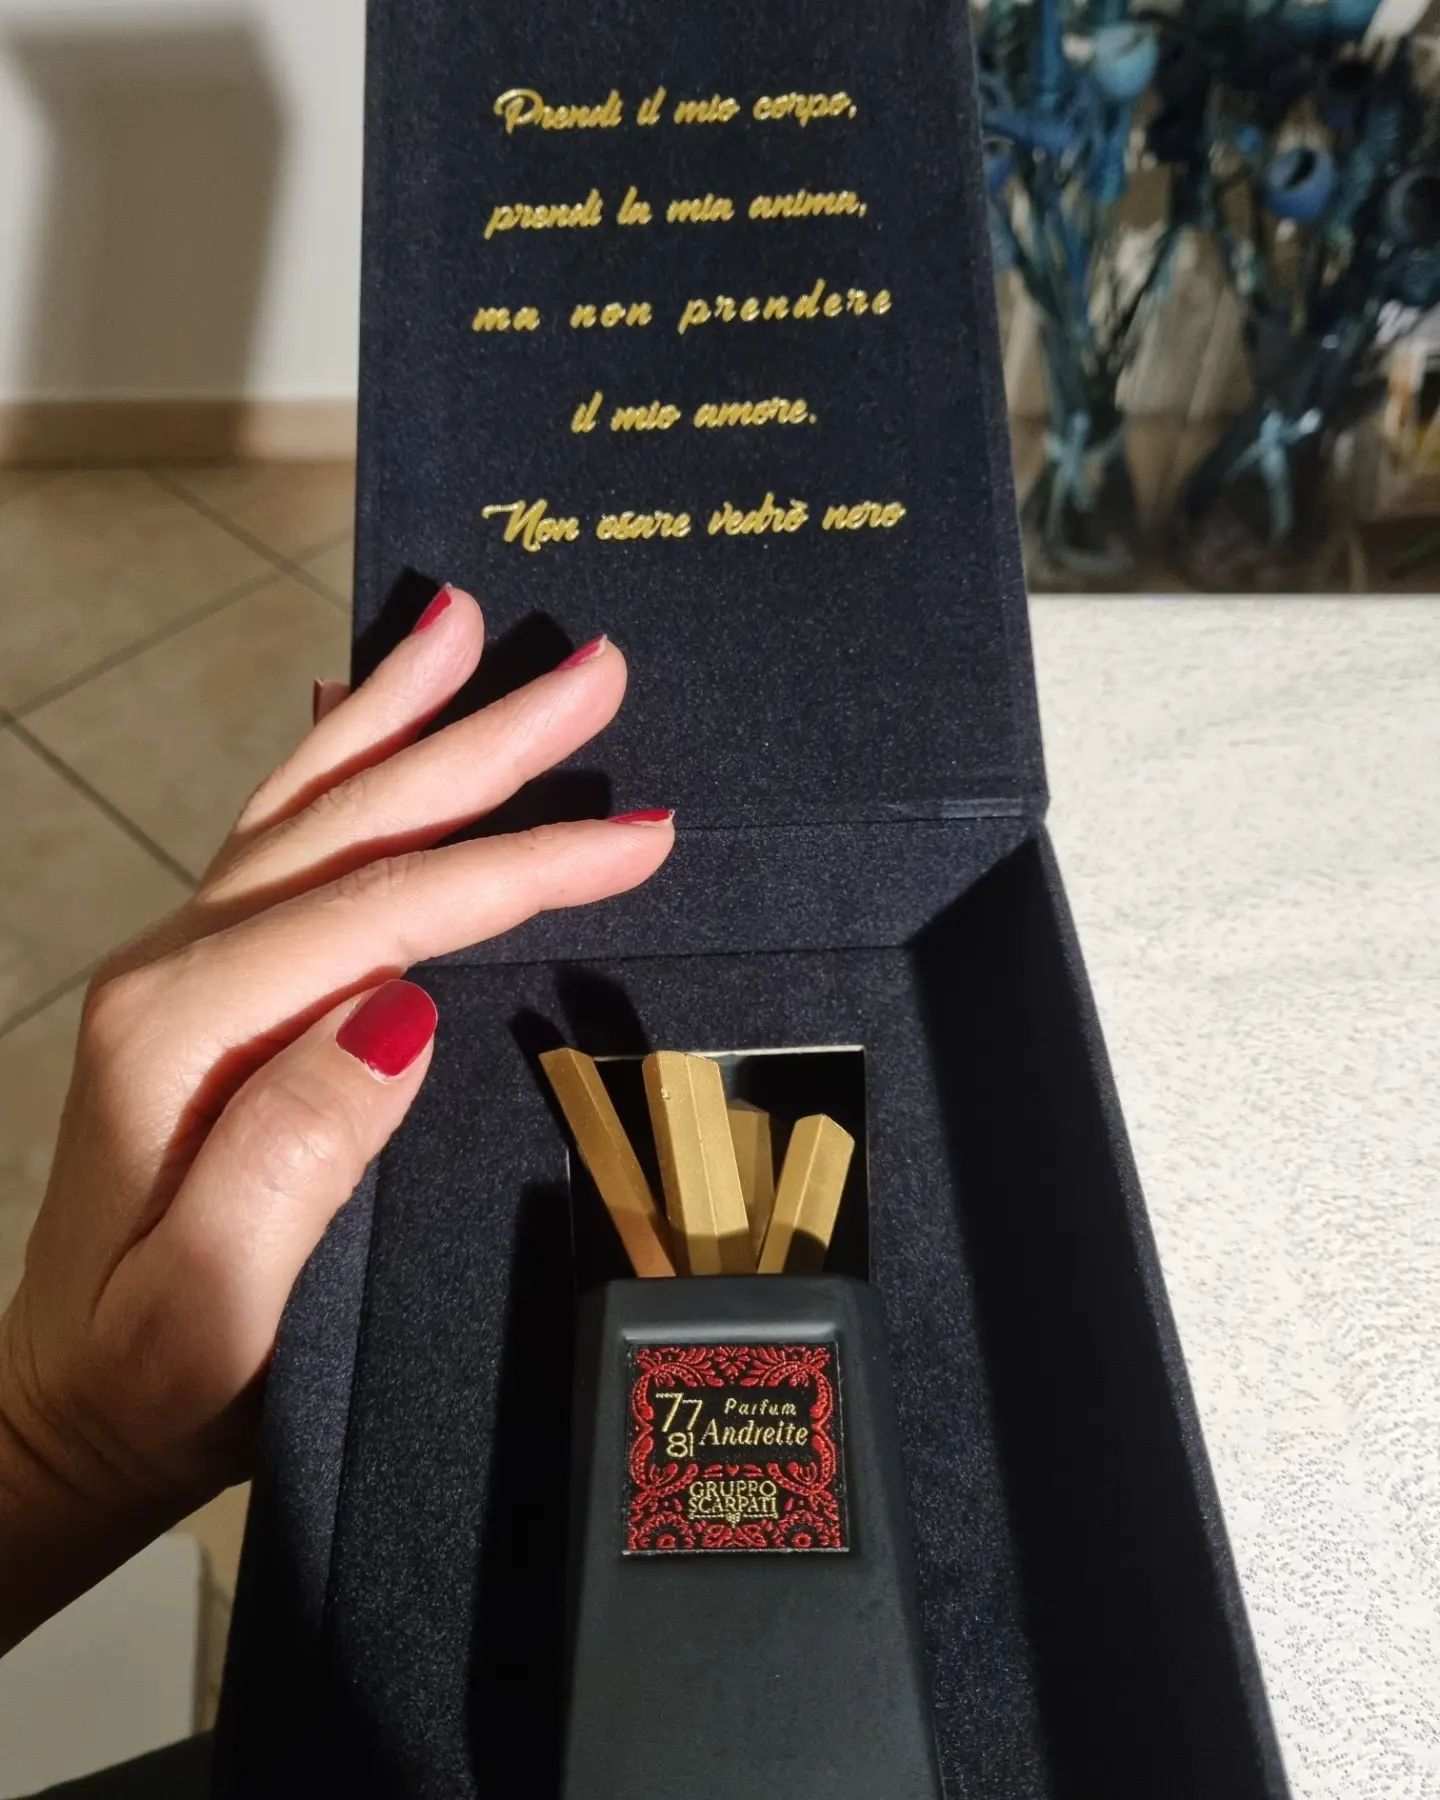 Prendi il mio corpo,
prendi la mia anima,
ma non prendere
il mio amore.
Non osare vedrò nero
77 Parfum
81 Andreite
GRUPPO
SCARPATI